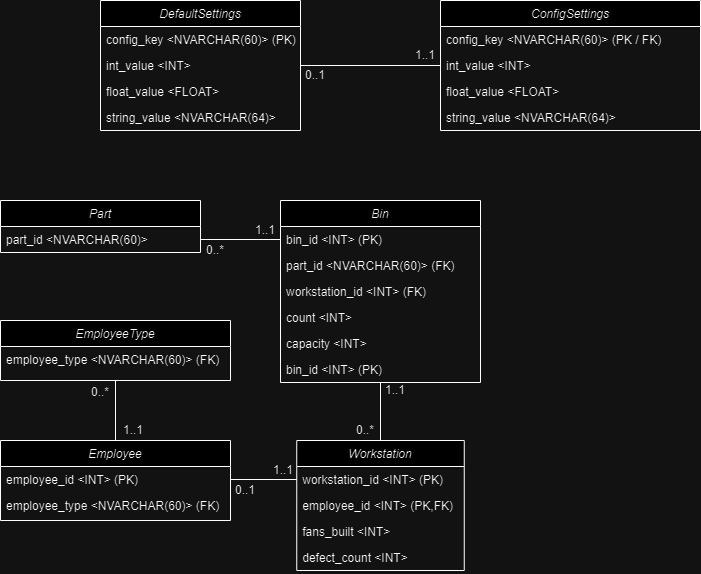 DefaultSettings
config_key <NVARCHAR(60)> (PK)
int_value <INT>
float_value <FLOAT>
string_value <NVARCHAR(64)>
0..1
1..1
ConfigSettings
config_key <NVARCHAR(60)> (PK / FK)
int_value <INT>
float_value <FLOAT>
string_value <NVARCHAR(64)>
Part
part_id <NVARCHAR(60)>
0..*
1..1
Bin
bin_id <INT> (PK)
part_id <NVARCHAR(60)> (FK)
workstation_id <INT> (FK)
count <INT>
capacity <INT>
bin_id <INT> (PK)
EmployeeType
employee_type <NVARCHAR(60)> (FK)
0..*
1..1
1..1
0..*
Employee
employee_id <INT> (PK)
employee_type <NVARCHAR(60)> (FK)
0..1
1..1
Workstation
workstation_id <INT> (PK)
employee_id <INT> (PK,FK)
fans_built <INT>
defect_count <INT>